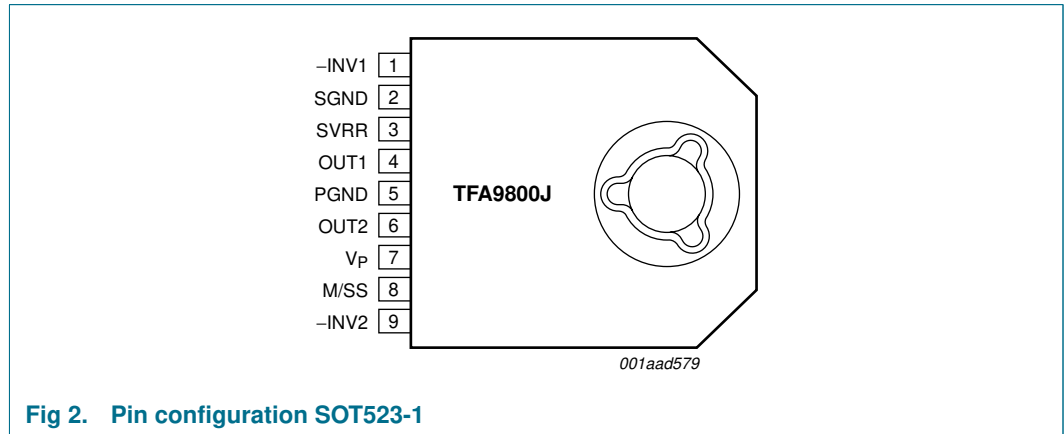 –INV1 1
SGND 2
SVRR 3
OUT1 4
PGND 5
OUT2 6
VP 7
M/SS 8
–INV2 9
TFA9800J
001aad579
Fig 2. Pin configuration SOT523-1